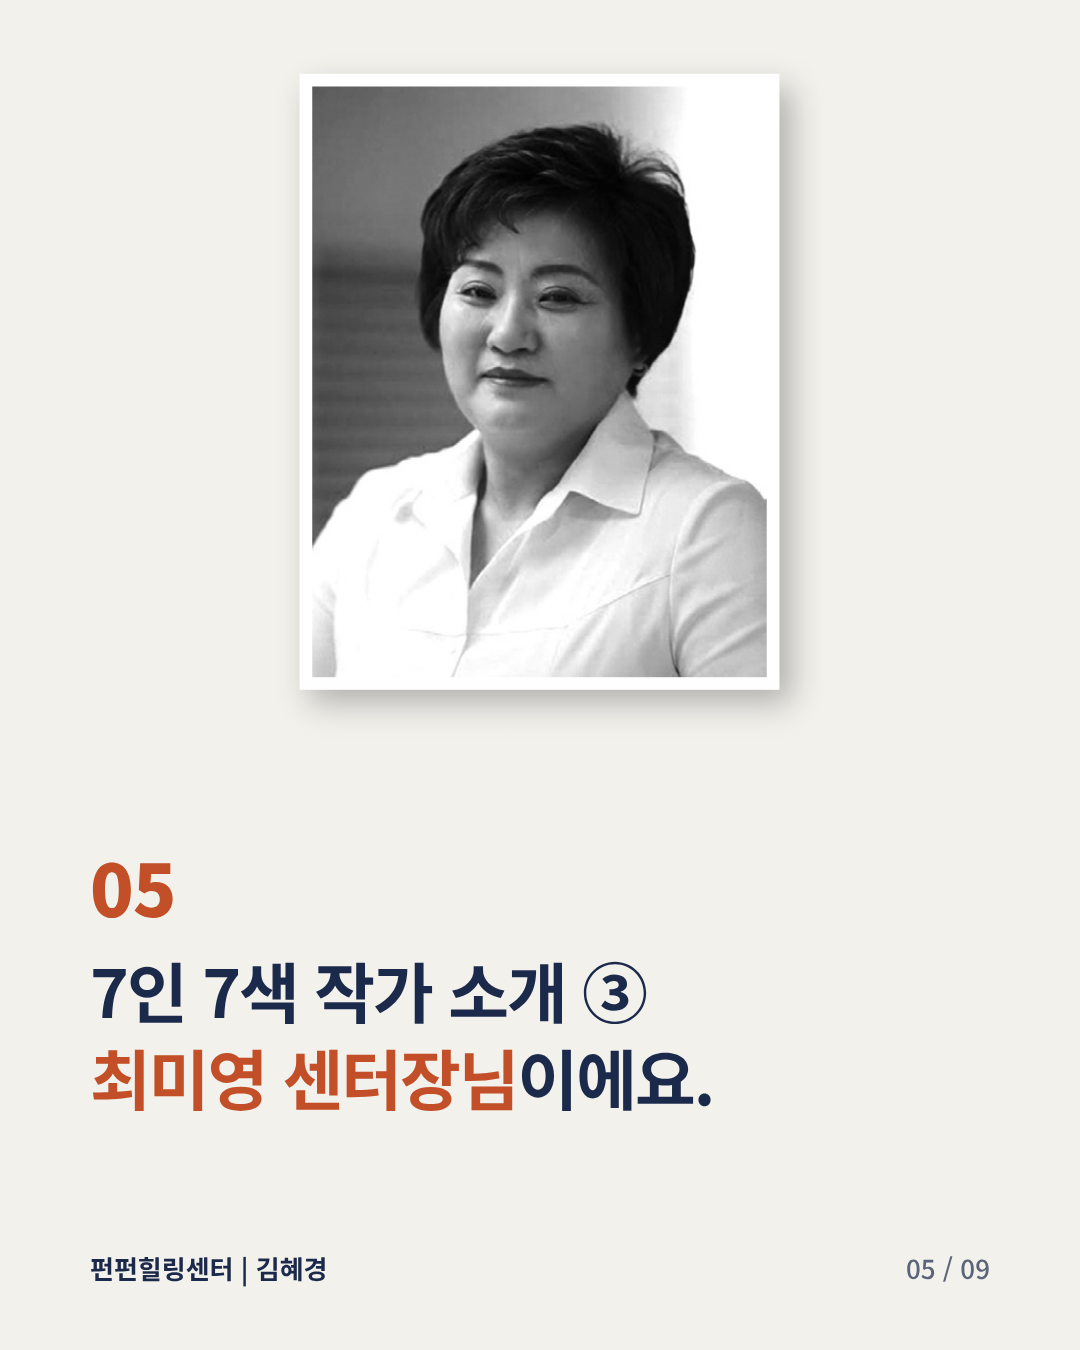 05
7인 7색 작가 소개 ③
최미영 센터장님이에요.
펀펀힐링센터 | 김혜경
05 / 09